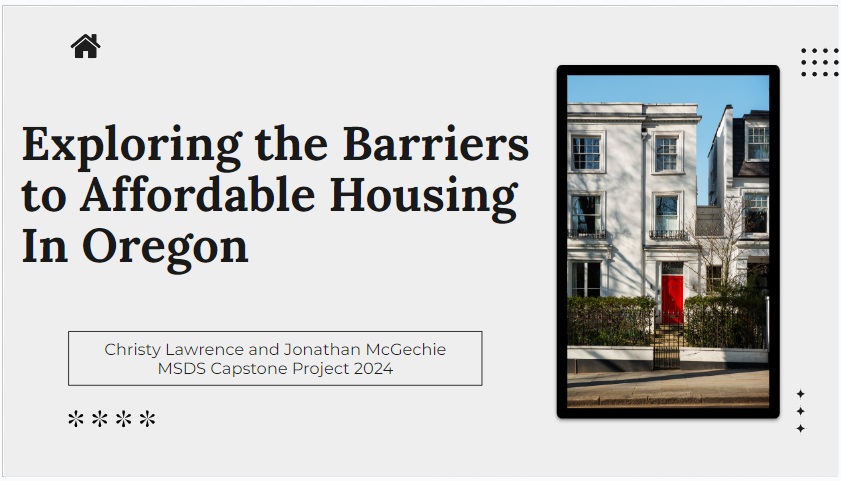 Exploring the Barriers
to Affordable Housing
In Oregon
Christy Lawrence and Jonathan McGechie
MSDS Capstone Project 2024